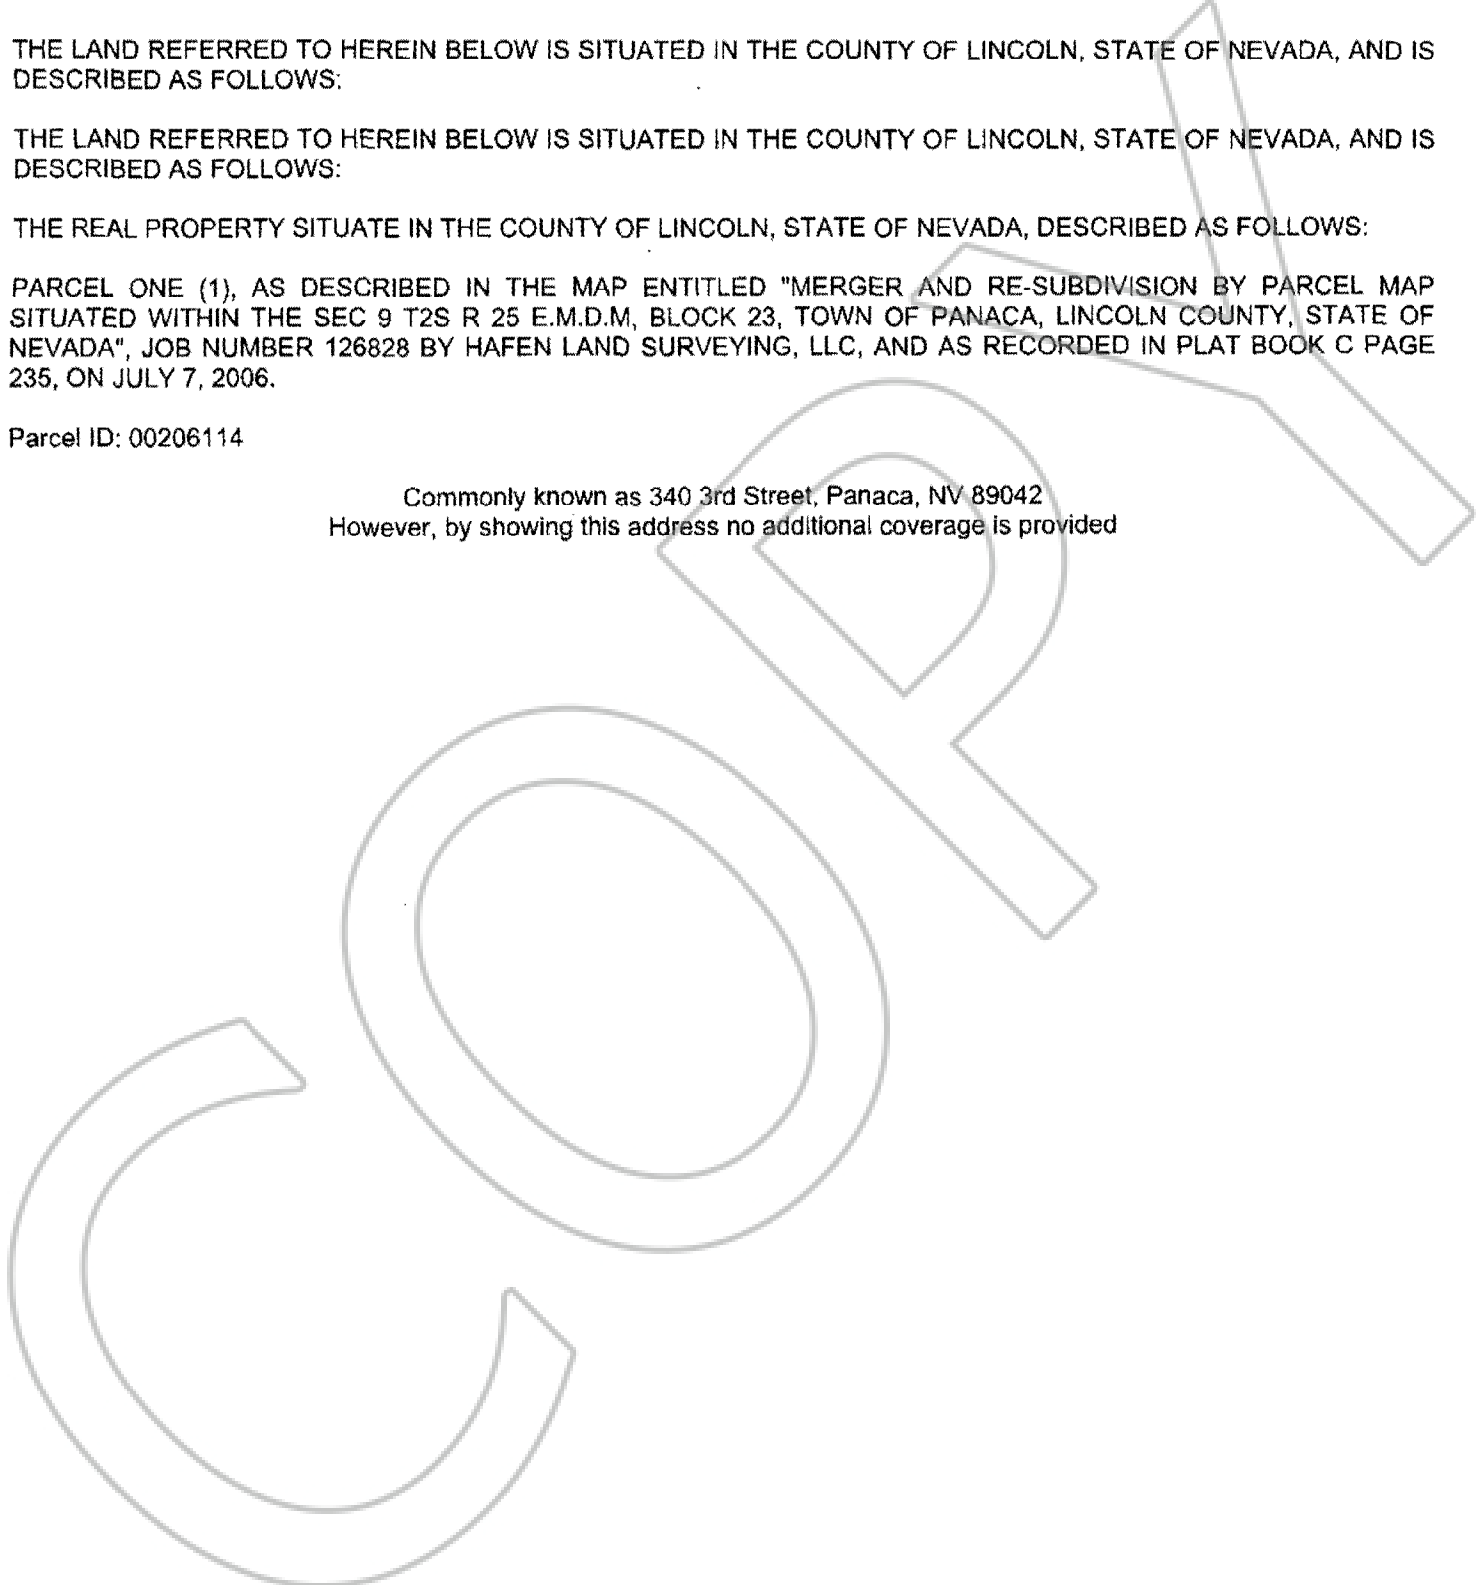 THE LAND REFERRED TO HEREIN BELOW IS SITUATED IN THE COUNTY OF LINCOLN, STATE OF NEVADA, AND IS
DESCRIBED AS FOLLOWS:
THE LAND REFERRED TO HEREIN BELOW IS SITUATED IN THE COUNTY OF LINCOLN, STATE OF NEVADA, AND IS
DESCRIBED AS FOLLOWS:
THE REAL PROPERTY SITUATE IN THE COUNTY OF LINCOLN, STATE OF NEVADA, DESCRIBED AS FOLLOWS:
PARCEL ONE (1), AS DESCRIBED IN THE MAP ENTITLED "MERGER AND RE-SUBDIVISION BY PARCEL MAP
SITUATED WITHIN THE SEC 9 T2S R 25 E.M.D.M, BLOCK 23, TOWN OF PANACA, LINCOLN COUNTY, STATE OF
NEVADA", JOB NUMBER 126828 BY HAFEN LAND SURVEYING, LLC, AND AS RECORDED IN PLAT BOOK C PAGE
235, ON JULY 7, 2006.
Parcel ID: 00206114
Commonly known as 340 3rd Street, Panaca, NV 89042
However, by showing this address no additional coverage is provided
COPY